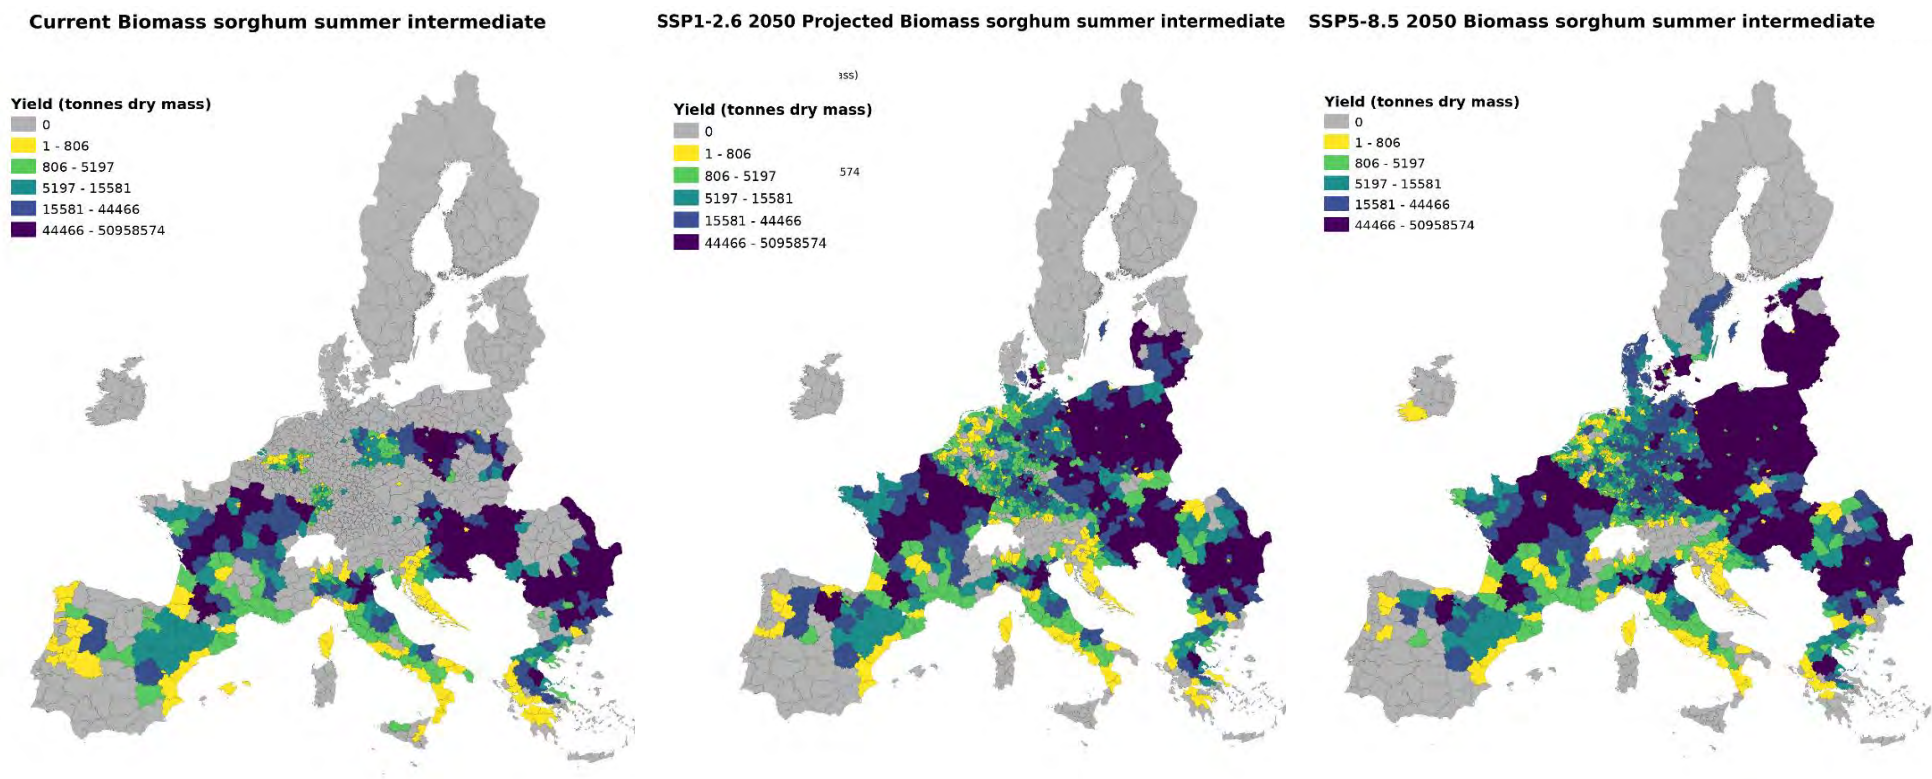 Current Biomass sorghum summer intermediate
Yield (tonnes dry mass)
0
1 - 806
806 - 5197
5197 - 15581
15581 - 44466
44466 - 50958574
SSP1-2.6 2050 Projected Biomass sorghum summer intermediate
ass)
Yield (tonnes dry mass)
0
1 - 806
806 - 5197
574
5197 - 15581
15581 - 44466
44466 - 50958574
SSP5-8.5 2050 Biomass sorghum summer intermediate
Yield (tonnes dry mass)
0
1 - 806
806 - 5197
5197 - 15581
15581 - 44466
44466 - 50958574